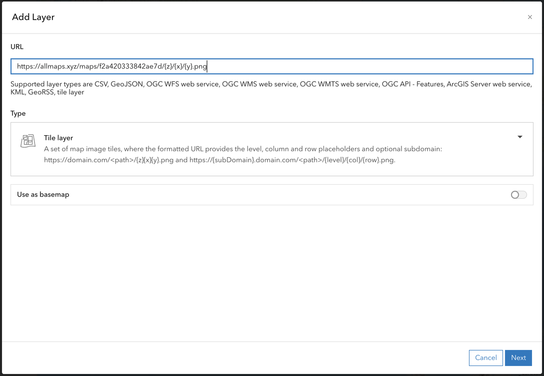 Add Layer
×
URL
https://allmaps.xyz/maps/f2a420333842ae7d/{z}/{x}/{y}.png
Supported layer types are CSV, GeoJSON, OGC WFS web service, OGC WMS web service, OGC WMTS web service, OGC API - Features, ArcGIS Server web service,
KML, GeoRSS, tile layer
Type
Tile layer
A set of map image tiles, where the formatted URL provides the level, column and row placeholders and optional subdomain:
https://domain.com/<path>/{z}{x}{y}.png and https://{subDomain}.domain.com/<path>/{level}/{col}/{row}.png.
Use as basemap
Cancel
Next